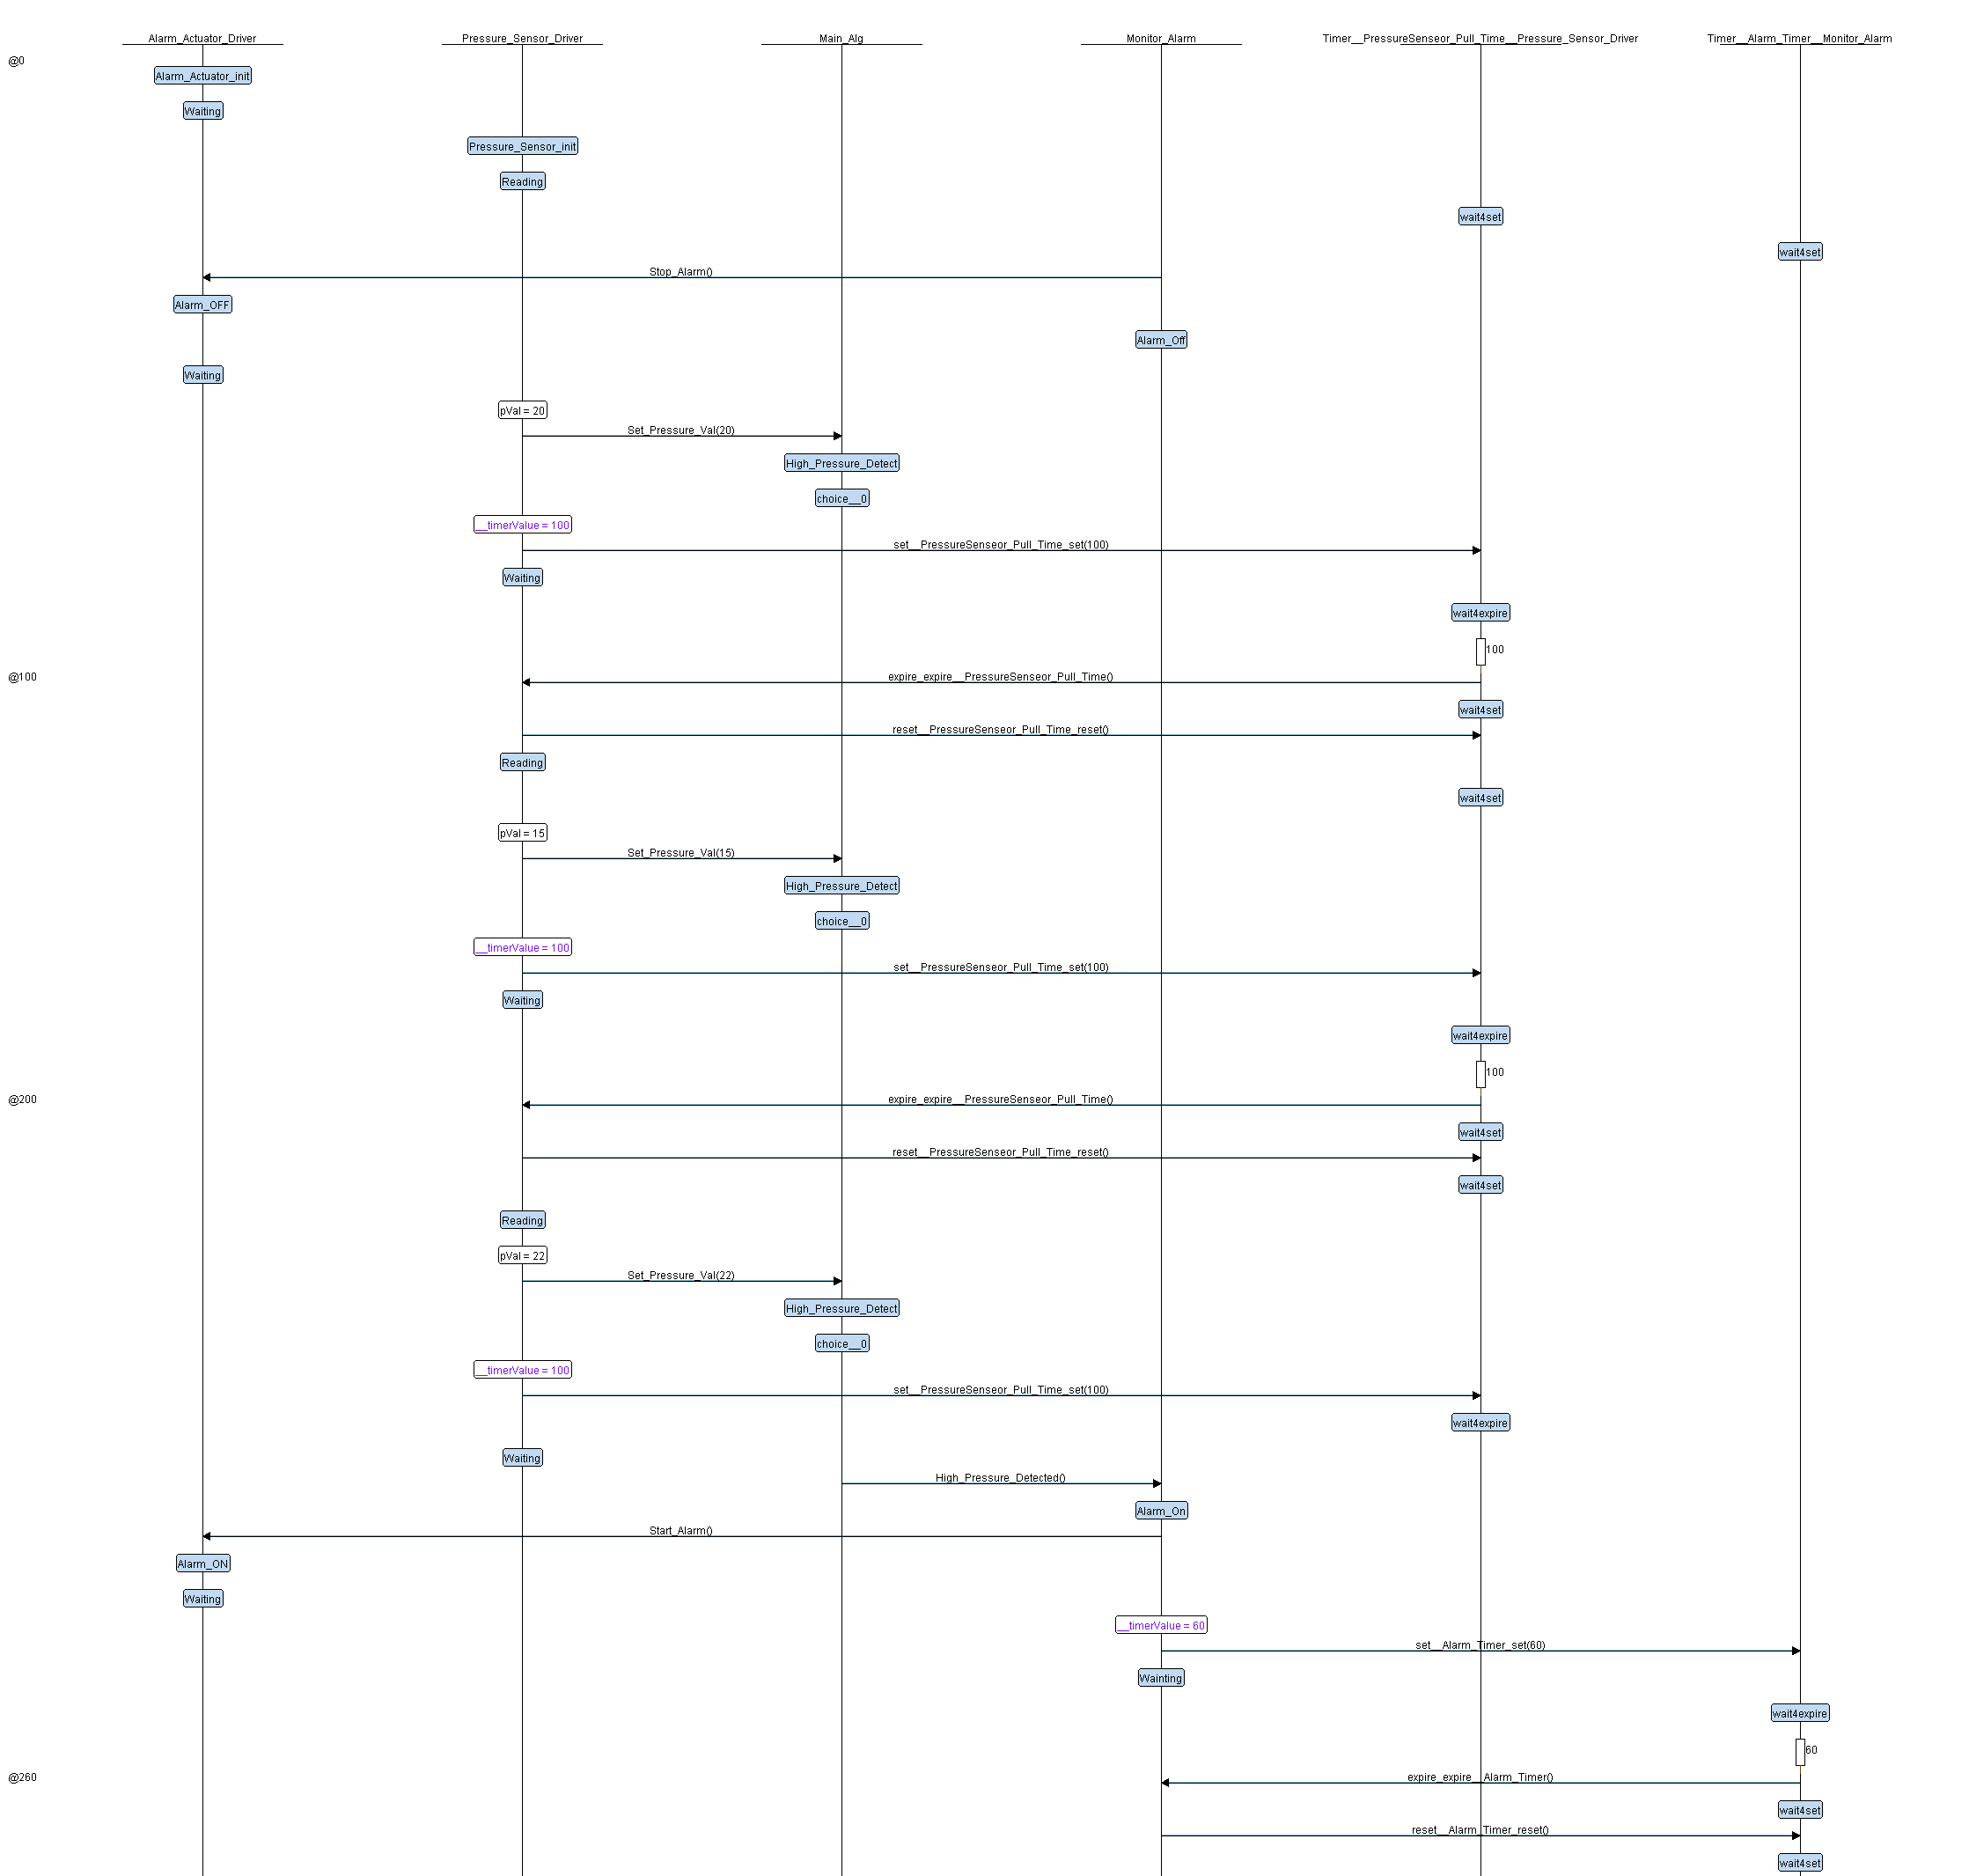 Alarm_Actuator_Driver
Pressure_Sensor_Driver
Main_Alg
Monitor_Alarm
Timer__PressureSenseor_Pull_Time__Pressure_Sensor_Driver
Timer__Alarm_Timer__Monitor_Alarm
@0
Alarm_Actuator_init
Waiting
Pressure_Sensor_init
Reading
wait4set
wait4set
Stop_Alarm()
Alarm_OFF
Alarm_Off
Waiting
pVal = 20
Set_Pressure_Val(20)
High_Pressure_Detect
choice__0
__timerValue = 100
set__PressureSenseor_Pull_Time_set(100)
Waiting
wait4expire
100
@100
expire_expire__PressureSenseor_Pull_Time()
wait4set
reset__PressureSenseor_Pull_Time_reset()
Reading
wait4set
pVal = 15
Set_Pressure_Val(15)
High_Pressure_Detect
choice__0
__timerValue = 100
set__PressureSenseor_Pull_Time_set(100)
Waiting
wait4expire
100
@200
expire_expire__PressureSenseor_Pull_Time()
wait4set
reset__PressureSenseor_Pull_Time_reset()
wait4set
Reading
pVal = 22
Set_Pressure_Val(22)
High_Pressure_Detect
choice__0
__timerValue = 100
set__PressureSenseor_Pull_Time_set(100)
wait4expire
Waiting
High_Pressure_Detected()
Alarm_On
Start_Alarm()
Alarm_ON
Waiting
__timerValue = 60
set__Alarm_Timer_set(60)
Wainting
wait4expire
60
@260
expire_expire__Alarm_Timer()
wait4set
reset__Alarm_Timer_reset()
wait4set